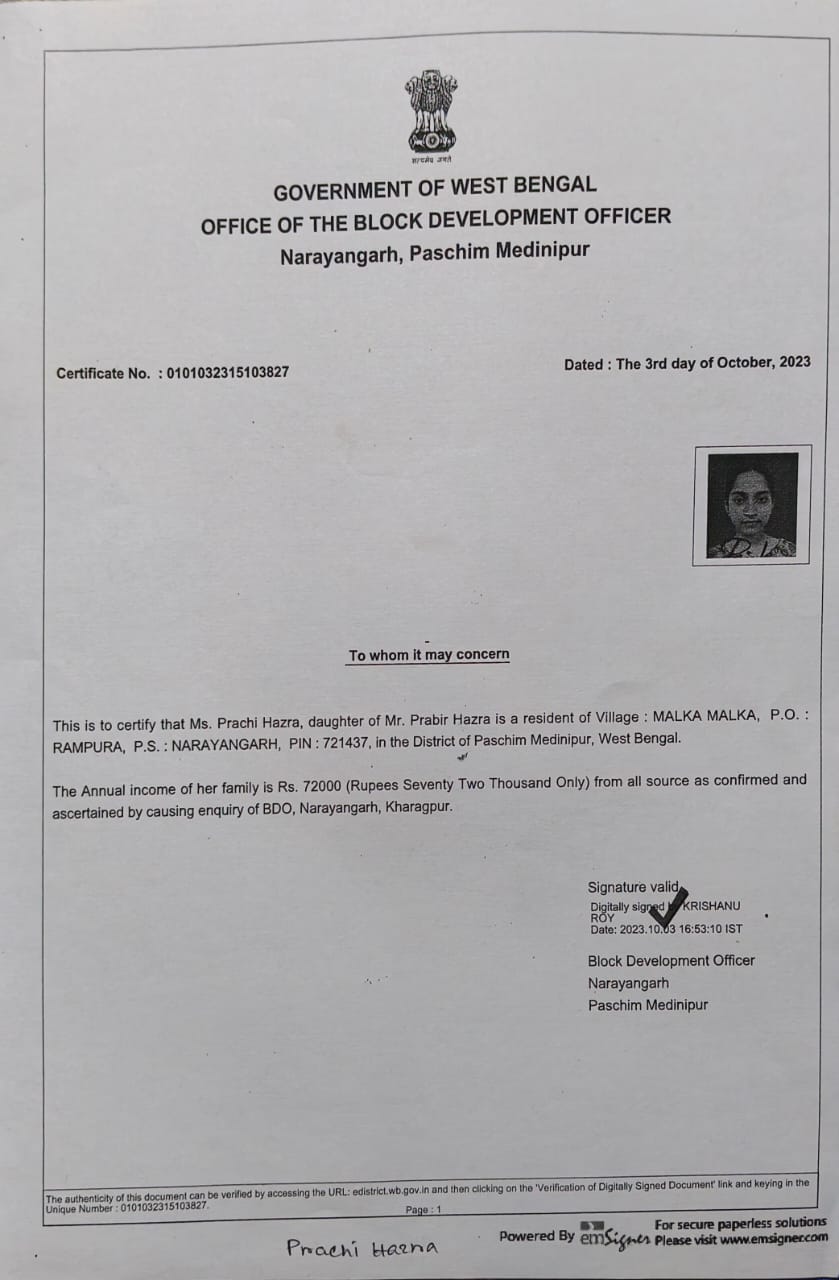 सत्यमेव जयते
GOVERNMENT OF WEST BENGAL
OFFICE OF THE BLOCK DEVELOPMENT OFFICER
Narayangarh, Paschim Medinipur
Certificate No. : 0101032315103827
Dated : The 3rd day of October, 2023
To whom it may concern
This is to certify that Ms. Prachi Hazra, daughter of Mr. Prabir Hazra is a resident of Village : MALKA MALKA, P.O. :
RAMPURA, P.S. : NARAYANGARH, PIN : 721437, in the District of Paschim Medinipur, West Bengal.
The Annual income of her family is Rs. 72000 (Rupees Seventy Two Thousand Only) from all source as confirmed and
ascertained by causing enquiry of BDO, Narayangarh, Kharagpur.
Signature valid
Digitally signed by KRISHANU
ROY
Date: 2023.10.03 16:53:10 IST
Block Development Officer
Narayangarh
Paschim Medinipur
The authenticity of this document can be verified by accessing the URL: edistrict.wb.gov.in and then clicking on the 'Verification of Digitally Signed Document' link and keying in the
Unique Number : 0101032315103827.
Page : 1
Prachi Hazra
Powered By emSigner
For secure paperless solutions
Please visit www.emsigner.com